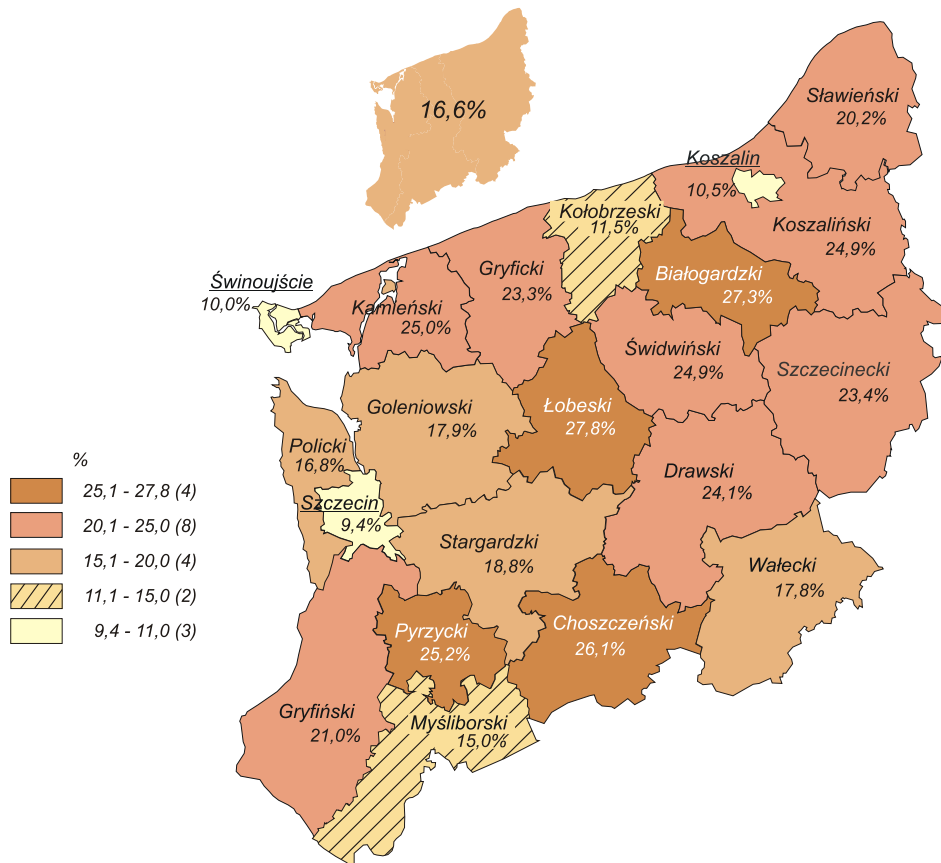 16,6%
Sławieński
20,2%
Koszalin
10,5%
Kołobrzeski
11,5%
Koszaliński
24,9%
Białogardzki
27,3%
Gryficki
23,3%
Świnoujście
10,0%
Kamieński
25,0%
Świdwiński
24,9%
Szczecinecki
23,4%
Goleniowski
17,9%
Łobeski
27,8%
Policki
16,8%
Drawski
24,1%
Szczecin
9,4%
Stargardzki
18,8%
Wałecki
17,8%
Pyrzycki
25,2%
Choszczeński
26,1%
Gryfiński
21,0%
Myśliborski
15,0%
%
25,1 - 27,8 (4)
20,1 - 25,0 (8)
15,1 - 20,0 (4)
11,1 - 15,0 (2)
9,4 - 11,0 (3)